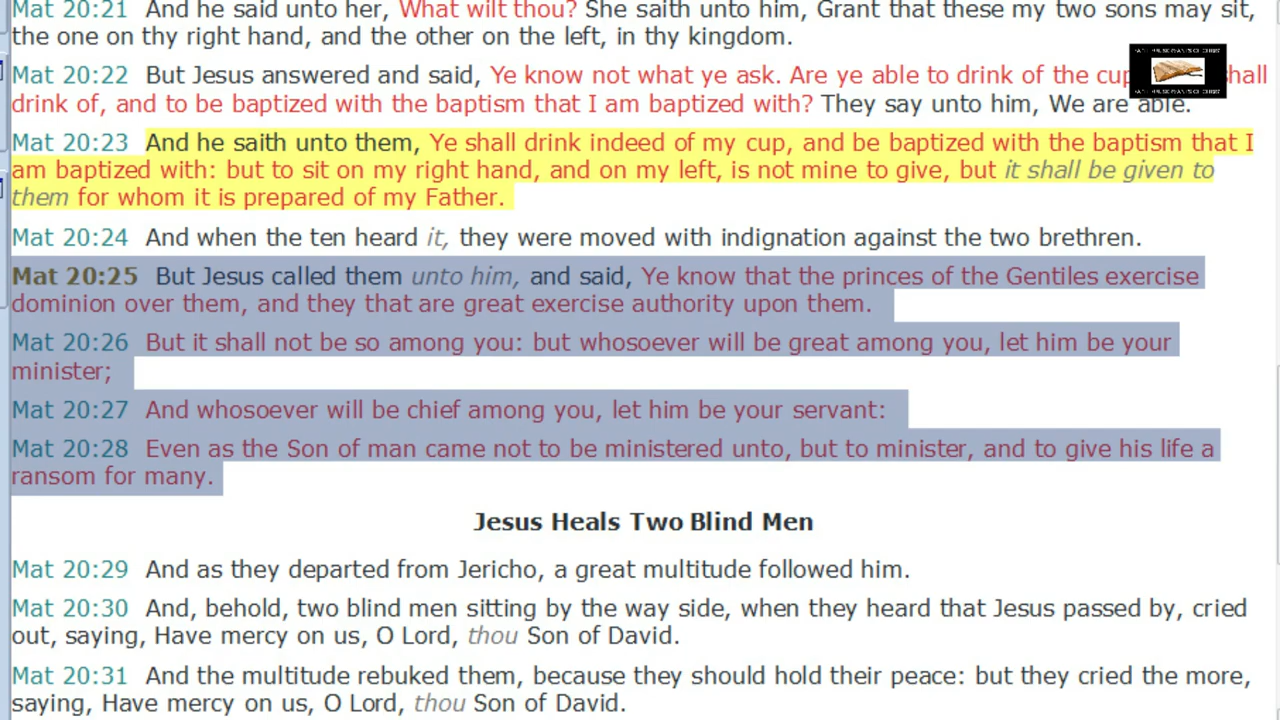 Mat 20:21 And he said unto her, What wilt thou? She saith unto him, Grant that these my two sons may sit,
the one on thy right hand, and the other on the left, in thy kingdom.
Mat 20:22 But Jesus answered and said, Ye know not what ye ask. Are ye able to drink of the cup shall
drink of, and to be baptized with the baptism that I am baptized with? They say unto him, We are able.
Mat 20:23 And he saith unto them, Ye shall drink indeed of my cup, and be baptized with the baptism that I
am baptized with: but to sit on my right hand, and on my left, is not mine to give, but it shall be given to
them for whom it is prepared of my Father.
Mat 20:24 And when the ten heard it, they were moved with indignation against the two brethren.
Mat 20:25 But Jesus called them unto him, and said, Ye know that the princes of the Gentiles exercise
dominion over them, and they that are great exercise authority upon them.
Mat 20:26 But it shall not be so among you: but whosoever will be great among you, let him be your
minister;
Mat 20:27 And whosoever will be chief among you, let him be your servant:
Mat 20:28 Even as the Son of man came not to be ministered unto, but to minister, and to give his life a
ransom for many.
Jesus Heals Two Blind Men
Mat 20:29 And as they departed from Jericho, a great multitude followed him.
Mat 20:30 And, behold, two blind men sitting by the way side, when they heard that Jesus passed by, cried
out, saying, Have mercy on us, O Lord, thou Son of David.
Mat 20:31 And the multitude rebuked them, because they should hold their peace: but they cried the more,
saying, Have mercy on us, O Lord, thou Son of David.